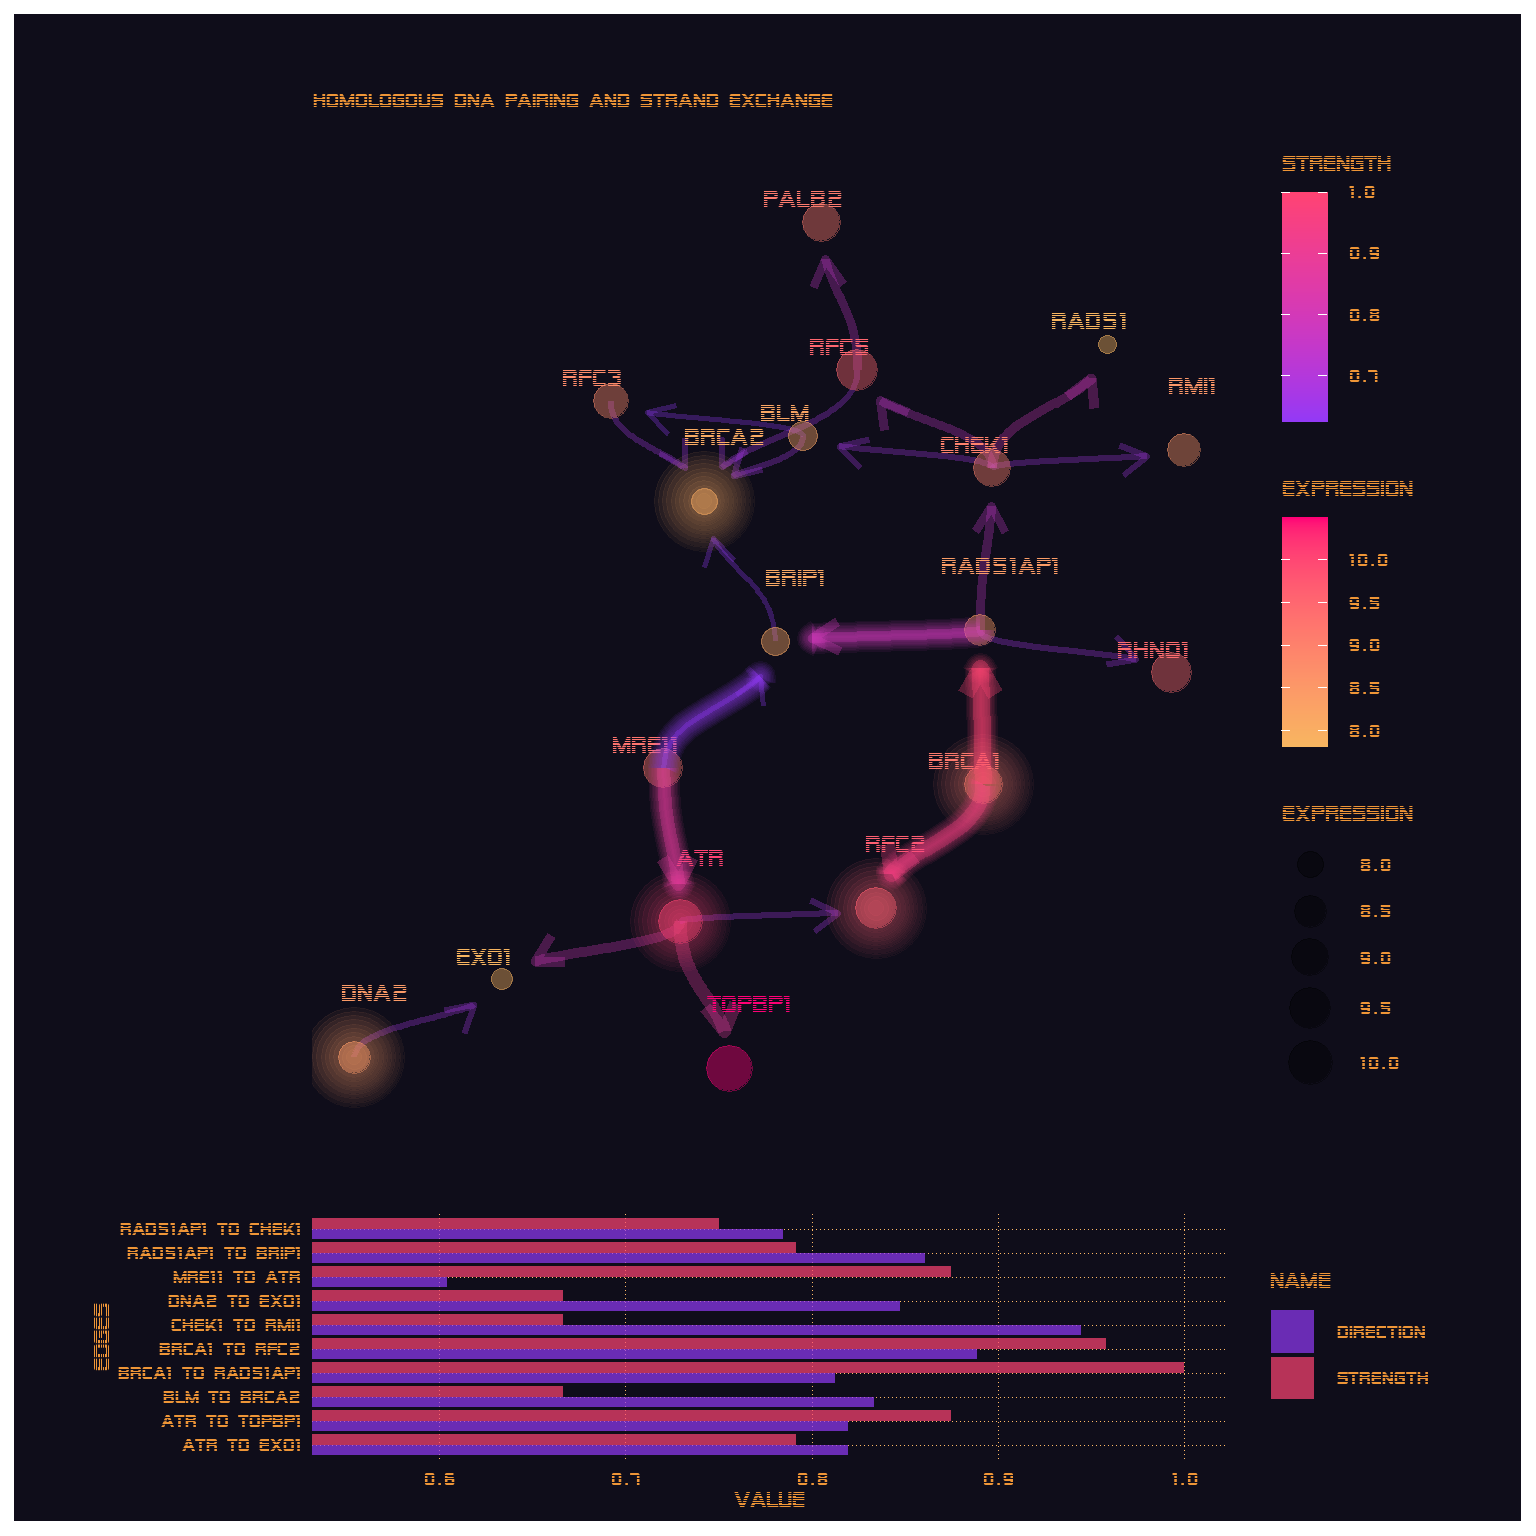 HOMOLOGOUS DNA PAIRING AND STRAND EXCHANGE
PALB2
RAD51
RFC5
RFC3
RMI1
BLM
BRCA2
CHEK1
RAD51AP1
BRIP1
RHNO1
MRE11
BRCA1
RFC2
ATR
EXO1
DNA2
TOPBP1
STRENGTH
1.0
0.9
0.8
0.7
EXPRESSION
10.0
9.5
9.0
8.5
8.0
EXPRESSION
8.0
8.5
9.0
9.5
10.0
EDGES
RAD51AP1 TO CHEK1
RAD51AP1 TO BRIP1
MRE11 TO ATR
DNA2 TO EXO1
CHEK1 TO RMI1
BRCA1 TO RFC2
BRCA1 TO RAD51AP1
BLM TO BRCA2
ATR TO TOPBP1
ATR TO EXO1
0.6 0.7 0.8 0.9 1.0
VALUE
NAME
DIRECTION
STRENGTH